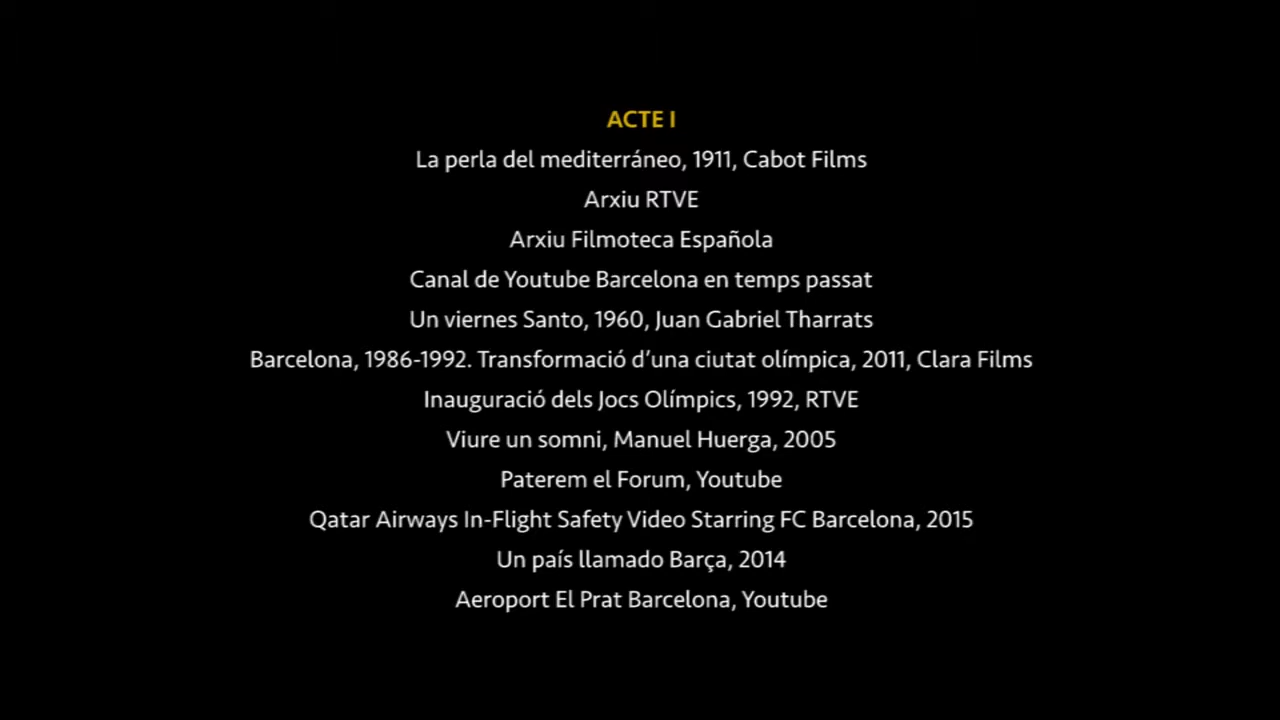 ACTE I
La perla del mediterráneo, 1911, Cabot Films
Arxiu RTVE
Arxiu Filmoteca Española
Canal de Youtube Barcelona en temps passat
Un viernes Santo, 1960, Juan Gabriel Tharrats
Barcelona, 1986-1992. Transformació d’una ciutat olímpica, 2011, Clara Films
Inauguració dels Jocs Olímpics, 1992, RTVE
Viure un somni, Manuel Huerga, 2005
Paterem el Forum, Youtube
Qatar Airways In-Flight Safety Video Starring FC Barcelona, 2015
Un país llamado Barça, 2014
Aeroport El Prat Barcelona, Youtube